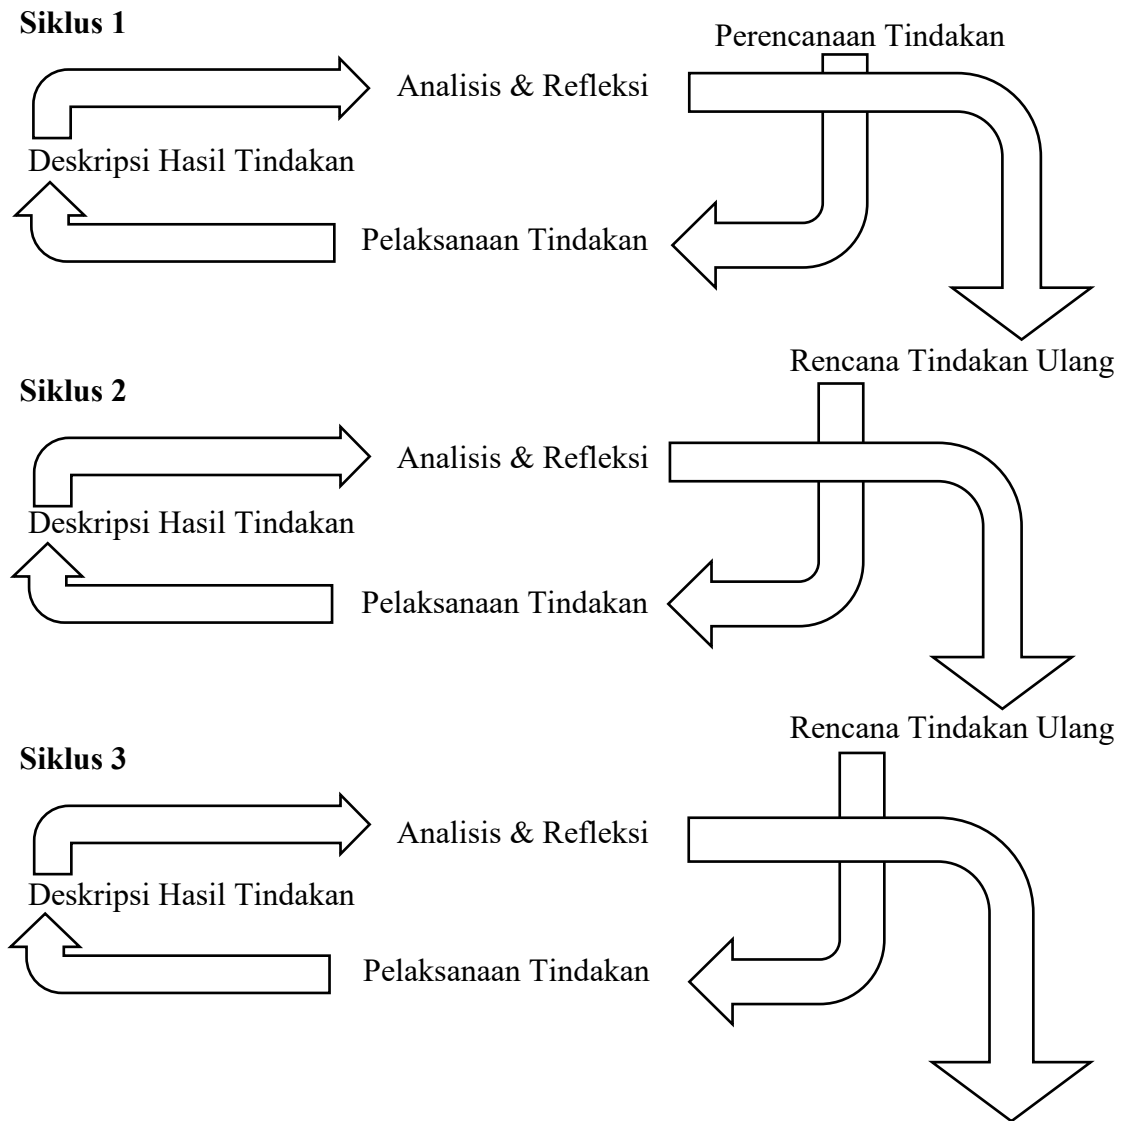 Siklus 1
Perencanaan Tindakan
Analisis & Refleksi
Deskripsi Hasil Tindakan
Pelaksanaan Tindakan
Rencana Tindakan Ulang
Siklus 2
Analisis & Refleksi
Deskripsi Hasil Tindakan
Pelaksanaan Tindakan
Rencana Tindakan Ulang
Siklus 3
Analisis & Refleksi
Deskripsi Hasil Tindakan
Pelaksanaan Tindakan